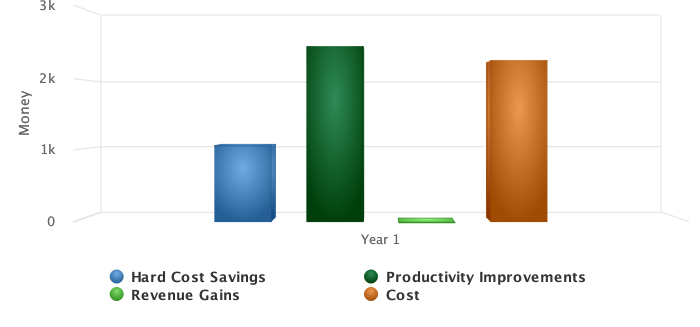 3k
2k
1k
0
Money
Year 1
Hard Cost Savings
Productivity Improvements
Revenue Gains
Cost